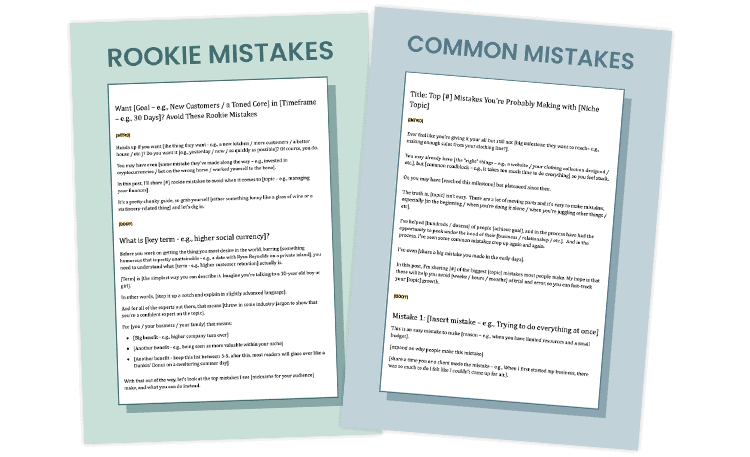 ROOKIE MISTAKES
Want [Goal – e.g., New Customers / a Toned Core] in [Timeframe
– e.g., 30 Days]? Avoid These Rookie Mistakes
[INTRO]
Hands up if you want [the thing they want - e.g., a new kitchen / more customers / a better
house / etc.]? Do you want it [e.g., yesterday / now / as quickly as possible]? Of course, you do.
You may have even [some mistake they've made along the way – e.g., invested in
cryptocurrencies / bet on the wrong horse / worked yourself to the bone].
In this post, I'll share [#] rookie mistakes to avoid when it comes to [topic – e.g., managing
your finances].
It's a pretty chunky guide, so grab yourself [either something funny like a glass of wine or a
stationery-related thing] and let's dig in.
[BODY]
What is [key term - e.g., higher social currency]?
Before you work on getting the thing you most desire in the world, barring [something
humorous that is pretty unattainable - e.g., a date with Ryan Reynolds on a private island], you
need to understand what [term - e.g., higher customer retention] actually is.
[Term] is [the simplest way you can describe it. Imagine you're talking to a 10-year old boy or
girl].
In other words, [step it up a notch and explain in slightly advanced language].
And for all of the experts out there, that means [throw in some industry jargon to show that
you're a confident expert on the topic].
For [you / your business / your family] that means:
• [Big benefit - e.g., higher company turn over]
• [Another benefit - e.g., being seen as more valuable within your niche]
• [Another benefit - keep this list between 3-5, after this, most readers will glaze over like a
Dunkin' Donut on a sweltering summer day].
With that out of the way, let's look at the top mistakes I see [nickname for your audience]
make, and what you can do instead.
COMMON MISTAKES
Title: Top [#] Mistakes You're Probably Making with [Niche
Topic]
[INTRO]
Ever feel like you're giving it your all but still not [big milestone they want to reach– e.g.,
making enough sales from your clothing line?].
You may already have [the "right" things – e.g., a website / your clothing collection designed /
etc.], but [common roadblock – e.g., it takes too much time to do everything] so you feel stuck.
Or you may have [reached this milestone] but plateaued since then.
The truth is, [topic] isn't easy. There are a lot of moving parts and it's easy to make mistakes,
especially [in the beginning / when you're doing it alone / when you're juggling other things /
etc].
I've helped [hundreds / dozens] of people [achieve goal], and in the process have had the
opportunity to peek under the hood of their [business / relationship / etc.]. And in the
process, I've seen some common mistakes crop up again and again.
I've even [share a big mistake you made in the early days].
In this post, I'm sharing [#] of the biggest [topic] mistakes most people make. My hope is that
these will help you avoid [weeks / hours / months] of trial and error, so you can fast-track
your [topic] growth.
[BODY]
Mistake 1: [Insert mistake – e.g., Trying to do everything at once]
This is an easy mistake to make [reason – e.g., when you have limited resources and a small
budget].
[expand on why people make this mistake]
[share a time you or a client made the mistake – e.g., When I first started my business, there
was so much to do I felt like I couldn't come up for air].